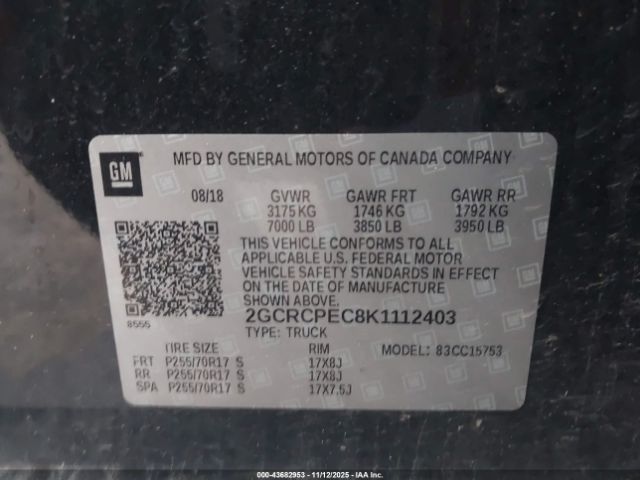 GM
MFD BY GENERAL MOTORS OF CANADA COMPANY
08/18 GVWR GAWR FRT GAWR RR
3175 KG 1746 KG 1792 KG
7000 LB 3850 LB 3950 LB
THIS VEHICLE CONFORMS TO ALL
APPLICABLE U.S. FEDERAL MOTOR
VEHICLE SAFETY STANDARDS IN EFFECT
ON THE DATE OF MANUFACTURE
SHOWN ABOVE.
8555
2GCRCPEC8K1112403
TYPE: TRUCK MODEL: 83CC15753
TIRE SIZE RIM
FRT P255/70R17 S 17X8J
RR P255/70R17 S 17X8J
SPA P255/70R17 S 17X7.5J
000-43682953 - 11/12/2025 - IAAI.com